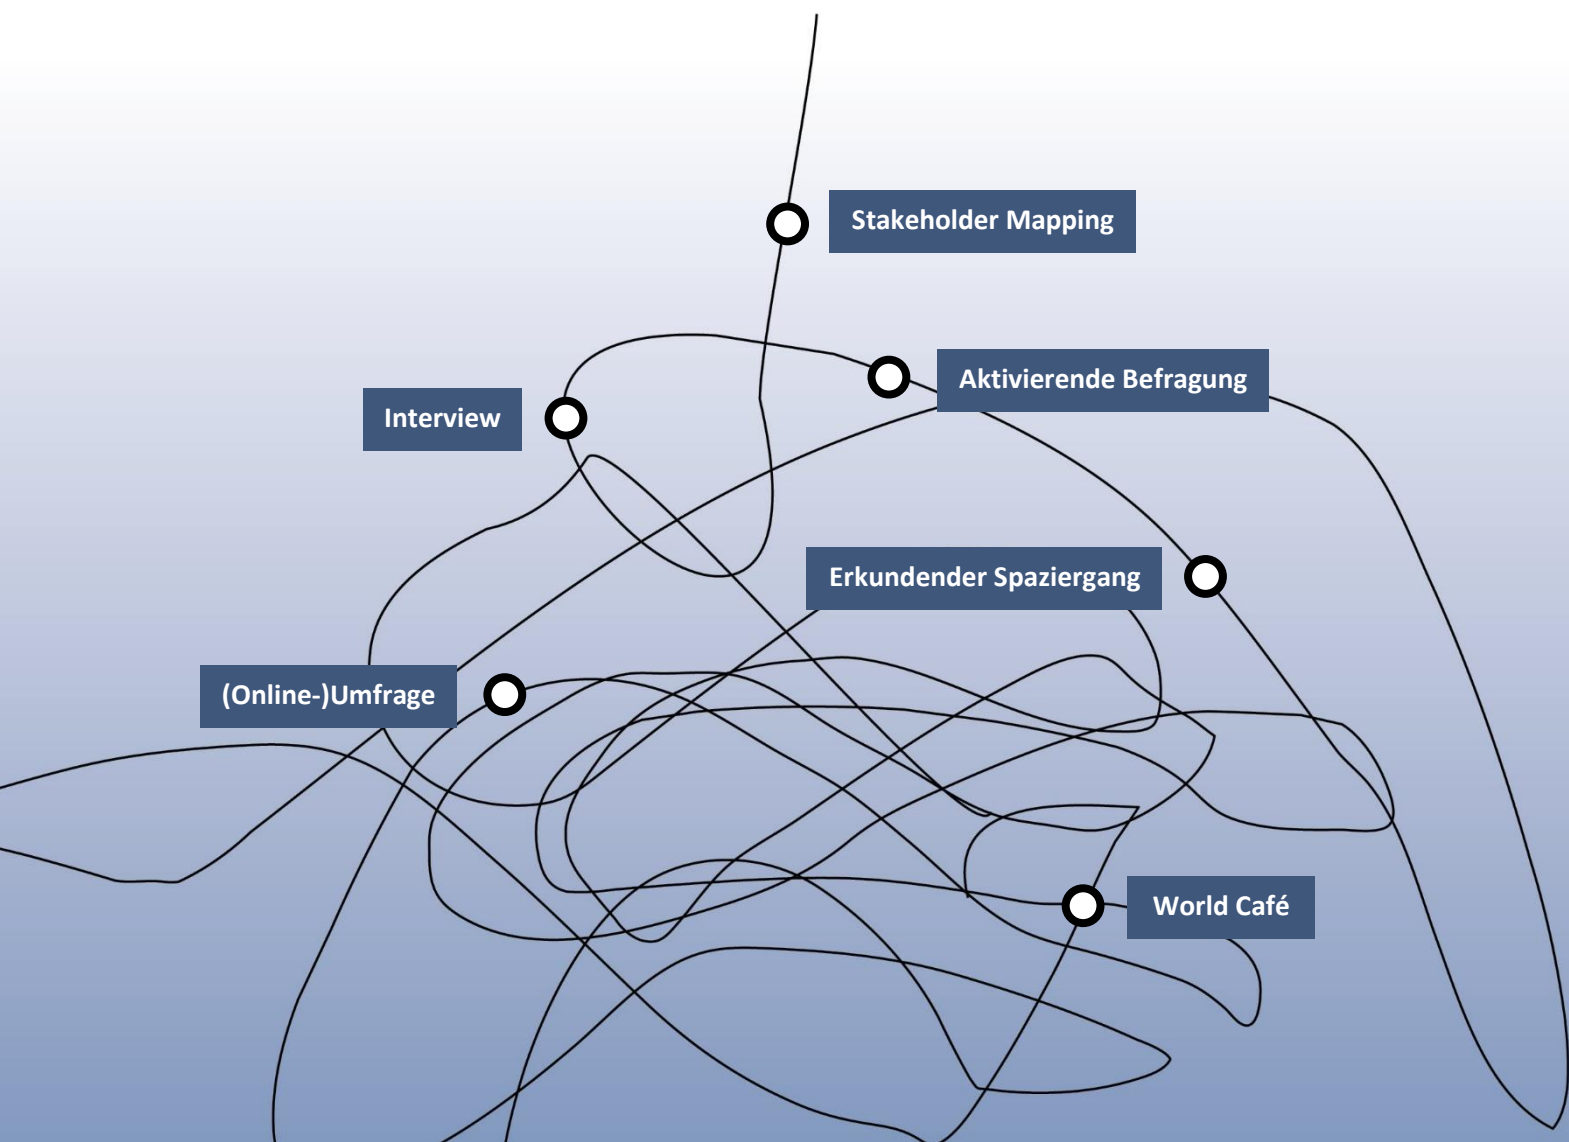 Stakeholder Mapping
Aktivierende Befragung
Interview
Erkundender Spaziergang
(Online-)Umfrage
World Café